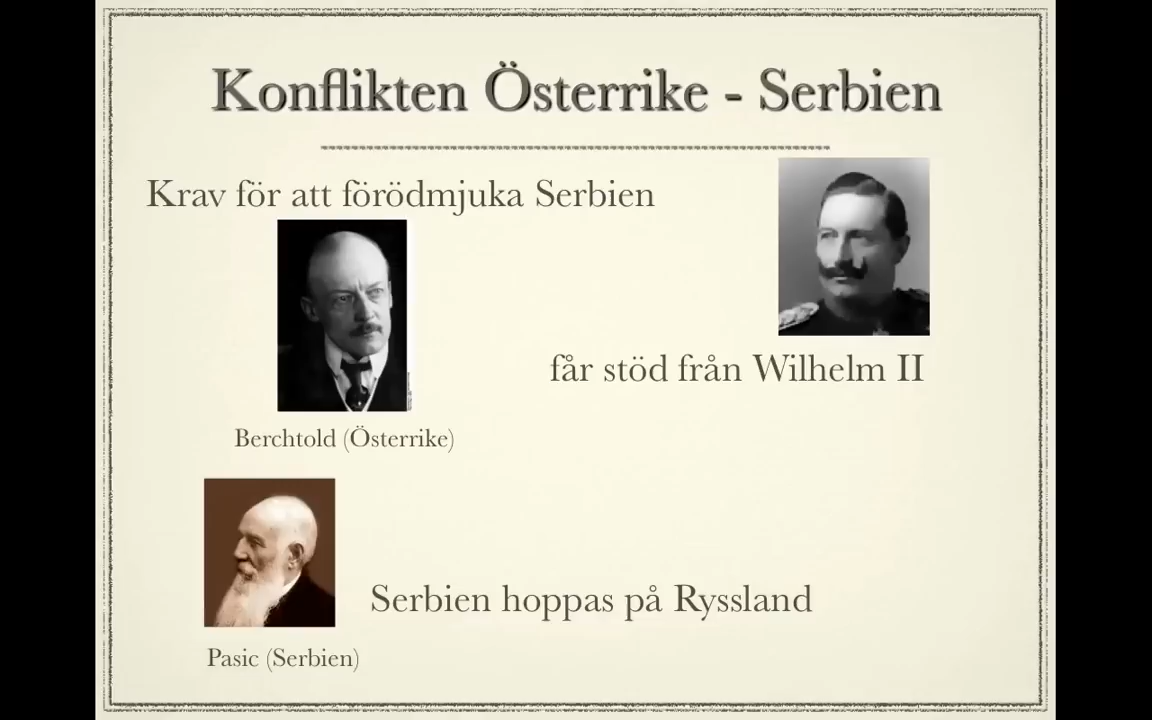 Konflikten Österrike - Serbien
Krav för att förödmjuka Serbien
får stöd från Wilhelm II
Berchtold (Österrike)
Serbien hoppas på Ryssland
Pasic (Serbien)